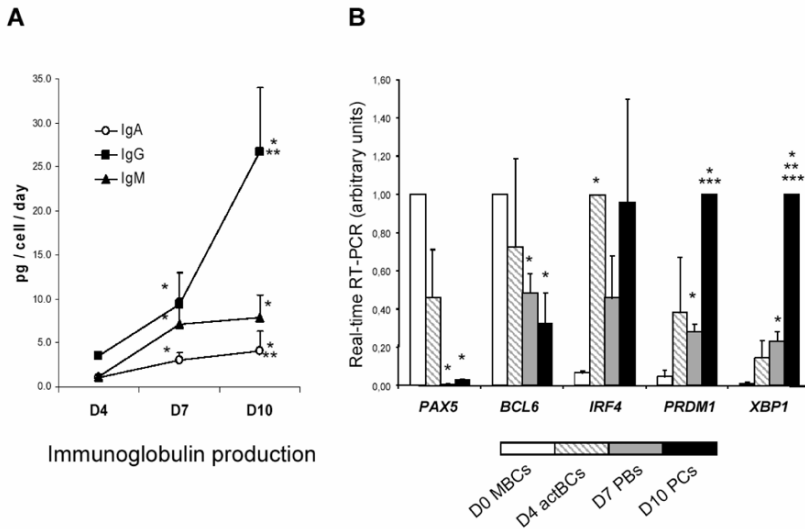 A
35.0
30.0
25.0
20.0
15.0
10.0
5.0
0.0
pg / cell / day
IgA
IgG
IgM
*
*
*
*
**
*
*
**
D4 D7 D10
Immunoglobulin production
B
1,60
1,40
1,20
1,00
0,80
0,60
0,40
0,20
0,00
Real-time RT-PCR (arbitrary units)
*
*
*
*
*
*
*
***
*
*
**
***
PAX5 BCL6 IRF4 PRDM1 XBP1
D0 MBCs
D4 actBCs
D7 PBs
D10 PCs